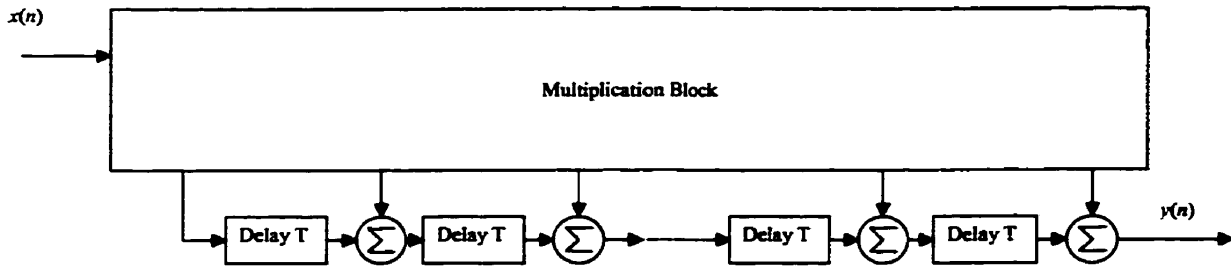 x(n)
Multiplication Block
y(n)
Delay T
Σ
Delay T
Σ
Delay T
Σ
Delay T
Σ